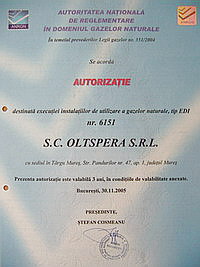 ANRGN
AUTORITATEA NAȚIONALĂ
DE REGLEMENTARE
ÎN DOMENIUL GAZELOR NATURALE
ANRGN
În temeiul prevederilor Legii gazelor nr. 351/2004
Se acordă
AUTORIZAȚIE
destinată execuției instalațiilor de utilizare a gazelor naturale, tip EDI
nr. 6151
S.C. OLTSPERA S.R.L.
cu sediul în Târgu Mureș, Str. Pandurilor nr. 47, ap. 1, județul Mureș
Prezenta autorizație este valabilă 3 ani, în condițiile de valabilitate anexate.
București, 30.11.2005
PREȘEDINTE,
ȘTEFAN COSMEANU